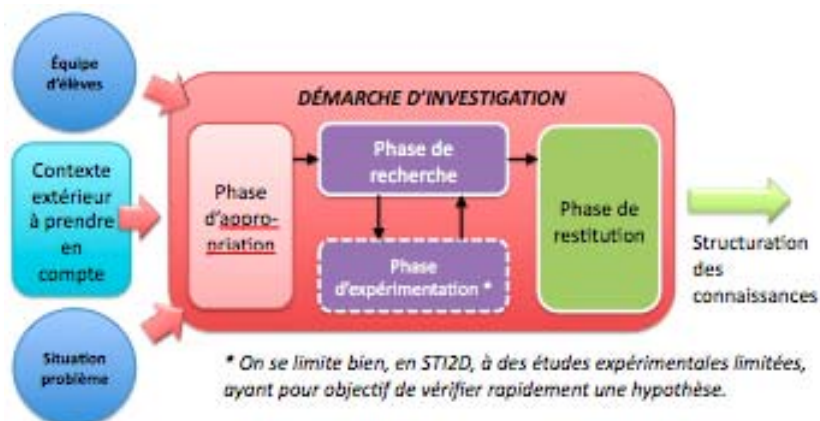 Équipe
d'élèves
Contexte
extérieur
à prendre
en
compte
Situation
problème
DÉMARCHE D'INVESTIGATION
Phase
d'appro-
priation
Phase de
recherche
Phase
d'expérimentation *
Phase de
restitution
Structuration
des
connaissances
* On se limite bien, en STI2D, à des études expérimentales limitées,
ayant pour objectif de vérifier rapidement une hypothèse.